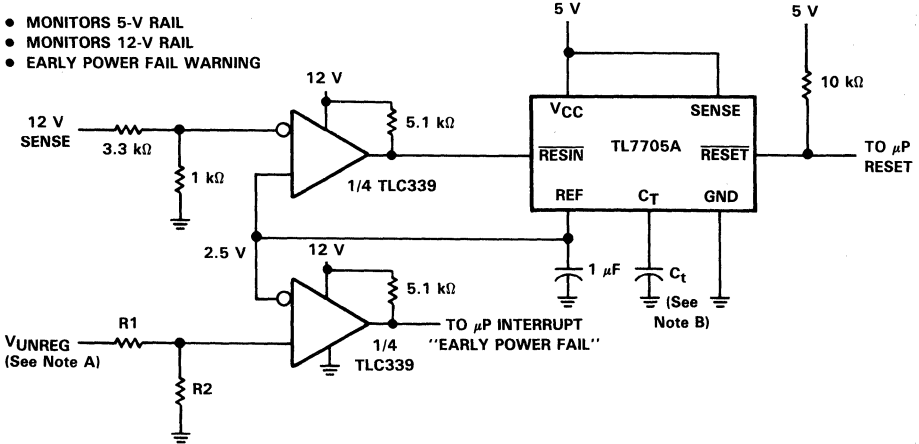 ● MONITORS 5-V RAIL
● MONITORS 12-V RAIL
● EARLY POWER FAIL WARNING
5 V
5 V
12 V
5.1 kΩ
10 kΩ
VCC
SENSE
12 V
SENSE
3.3 kΩ
1 kΩ
1/4 TLC339
RESIN
TL7705A
RESET
TO μP
RESET
REF
CT
GND
2.5 V
12 V
5.1 kΩ
1 μF
Ct
(See
Note B)
VUNREG
(See Note A)
R1
R2
1/4
TLC339
TO μP INTERRUPT
"EARLY POWER FAIL"